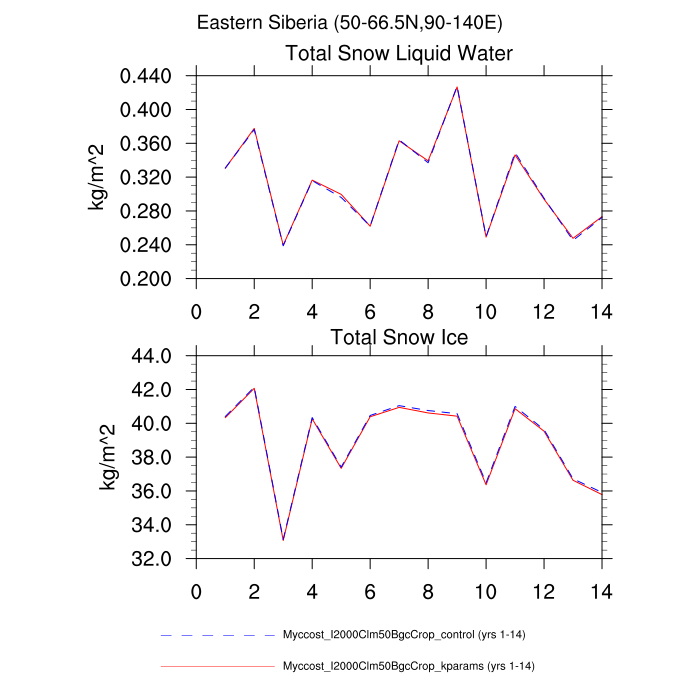 Eastern Siberia (50-66.5N,90-140E)
Total Snow Liquid Water
0.440
0.400
0.360
0.320
0.280
0.240
0.200
kg/m^2
0 2 4 6 8 10 12 14
Total Snow Ice
44.0
42.0
40.0
38.0
36.0
34.0
32.0
kg/m^2
0 2 4 6 8 10 12 14
Myccost_I2000Clm50BgcCrop_control (yrs 1-14)
Myccost_I2000Clm50BgcCrop_kparams (yrs 1-14)